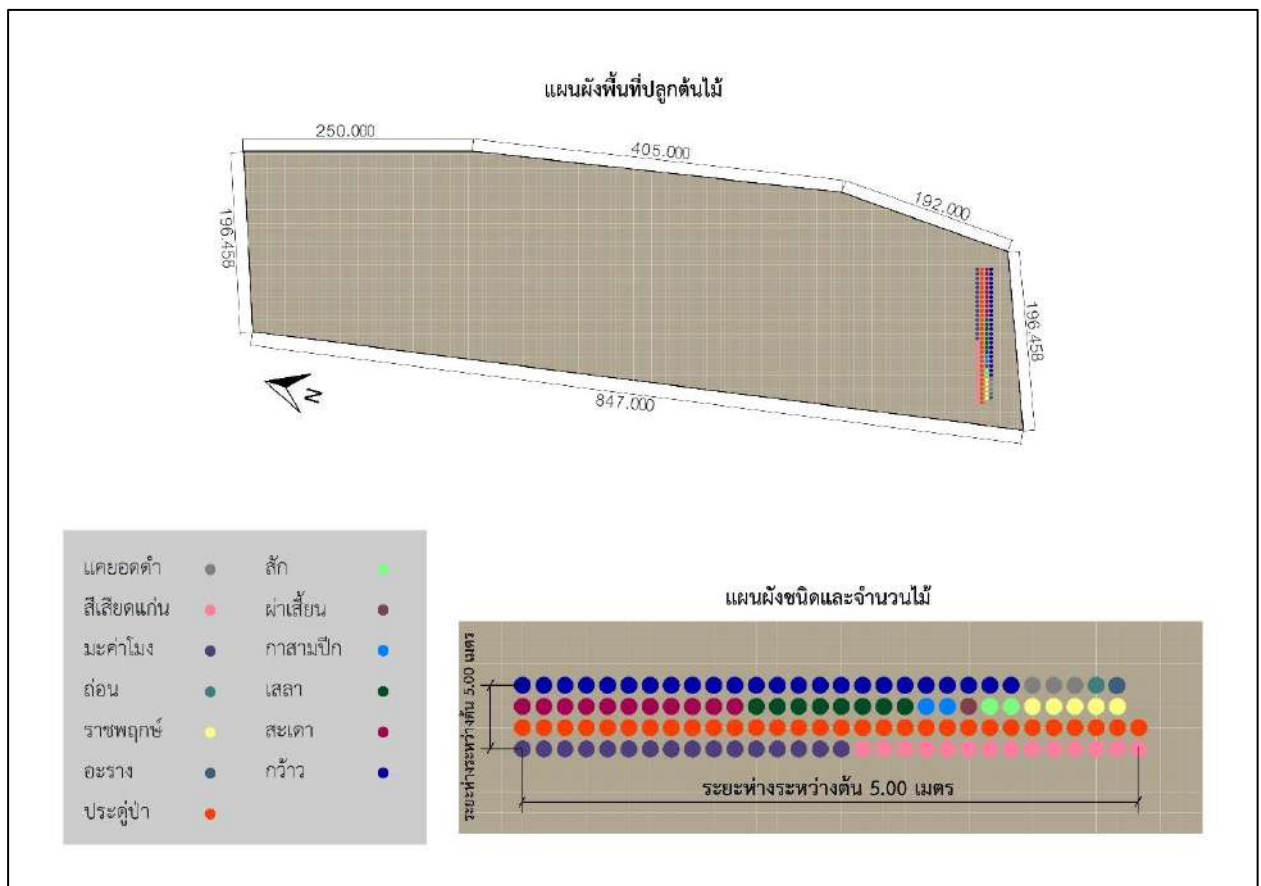 แผนผังพื้นที่ปลูกต้นไม้
250.000
405.000
192.000
196.458
196.458
847.000
N
แคยอดดำ
สัก
สีเสียดแก่น
ผ่าเสี้ยน
มะค่าโมง
กาสามปีก
ถ่อน
เสลา
ราชพฤกษ์
สะเดา
อะราง
กว้าว
ประดู่ป่า
แผนผังชนิดและจำนวนไม้
ระยะห่างระหว่างต้น 5.00 เมตร
ระยะห่างระหว่างต้น 5.00 เมตร